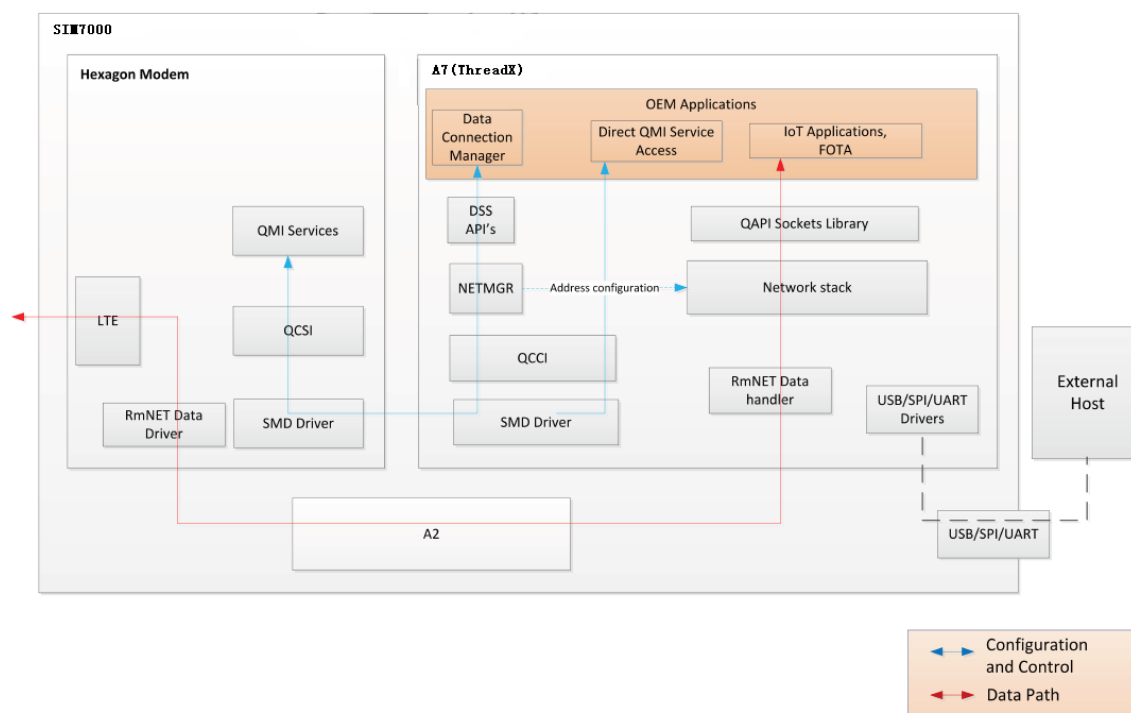 SIM7000
Hexagon Modem
A7(ThreadX)
OEM Applications
Data
Connection
Manager
Direct QMI Service
Access
IoT Applications,
FOTA
DSS
API's
QAPI Sockets Library
QMI Services
NETMGR
Address configuration
Network stack
LTE
QCSI
QCCI
RmNET Data
handler
External
Host
RmNET Data
Driver
SMD Driver
SMD Driver
USB/SPI/UART
Drivers
A2
USB/SPI/UART
Configuration
and Control
Data Path